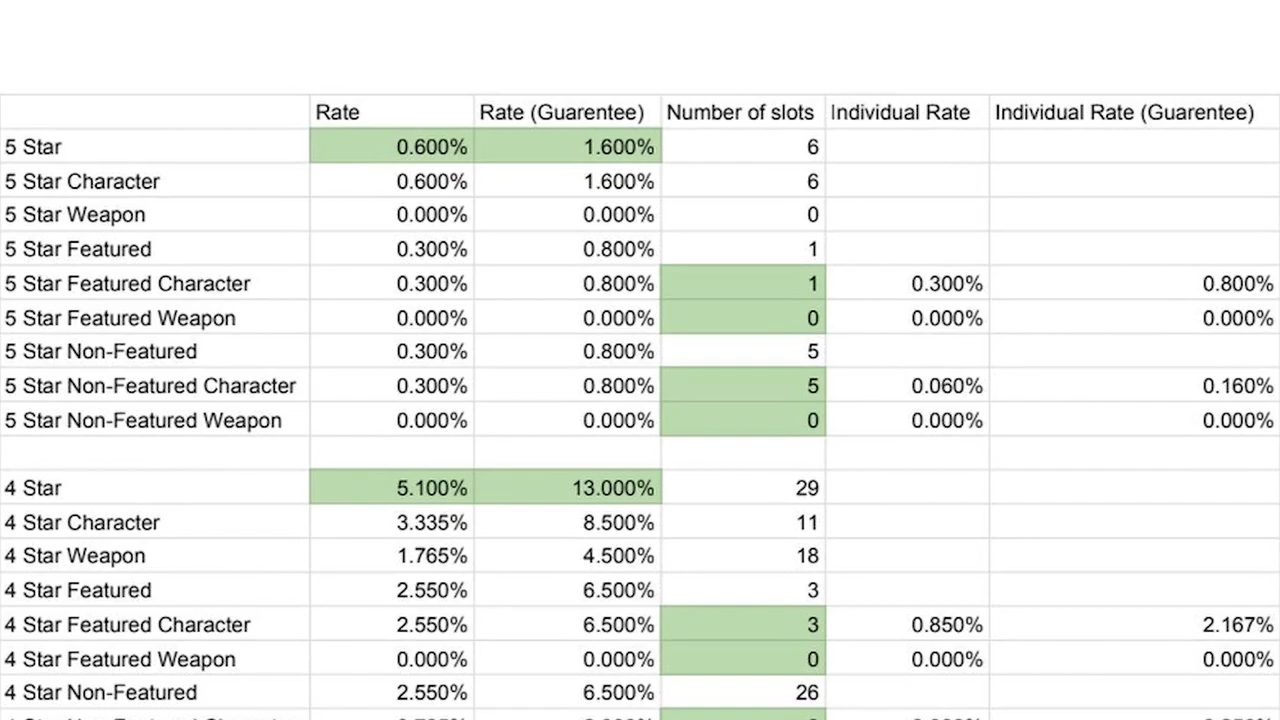 Rate Rate (Guarentee) Number of slots Individual Rate Individual Rate (Guarentee)
5 Star 0.600% 1.600% 6
5 Star Character 0.600% 1.600% 6
5 Star Weapon 0.000% 0.000% 0
5 Star Featured 0.300% 0.800% 1
5 Star Featured Character 0.300% 0.800% 1 0.300% 0.800%
5 Star Featured Weapon 0.000% 0.000% 0 0.000% 0.000%
5 Star Non-Featured 0.300% 0.800% 5
5 Star Non-Featured Character 0.300% 0.800% 5 0.060% 0.160%
5 Star Non-Featured Weapon 0.000% 0.000% 0 0.000% 0.000%
4 Star 5.100% 13.000% 29
4 Star Character 3.335% 8.500% 11
4 Star Weapon 1.765% 4.500% 18
4 Star Featured 2.550% 6.500% 3
4 Star Featured Character 2.550% 6.500% 3 0.850% 2.167%
4 Star Featured Weapon 0.000% 0.000% 0 0.000% 0.000%
4 Star Non-Featured 2.550% 6.500% 26